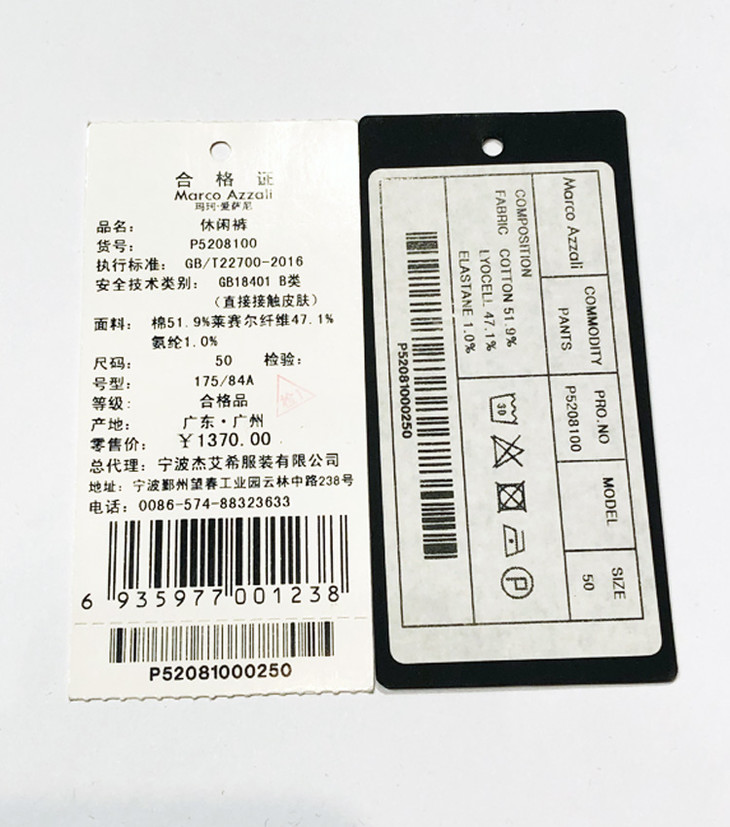 合格证
Marco Azzali
玛珂·爱萨尼
品名： 休闲裤
货号： P5208100
执行标准： GB/T22700-2016
安全技术类别： GB18401 B类
（直接接触皮肤）
面料： 棉51.9%莱赛尔纤维47.1%
氨纶1.0%
尺码： 50 检验：
号型： 175/84A
等级： 合格品
产地： 广东·广州
零售价： ￥1370.00
总代理：宁波杰艾希服装有限公司
地址：宁波鄞州望春工业园云林中路238号
电话：0086-574-88323633
6 935977 001238
P52081000250
Marco Azzali
COMMODITY PRO.NO MODEL SIZE
PANTS P5208100 50
COMPOSITION
FABRIC COTTON 51.9%
LYOCELL 47.1%
ELASTANE 1.0%
30
P
P52081000250